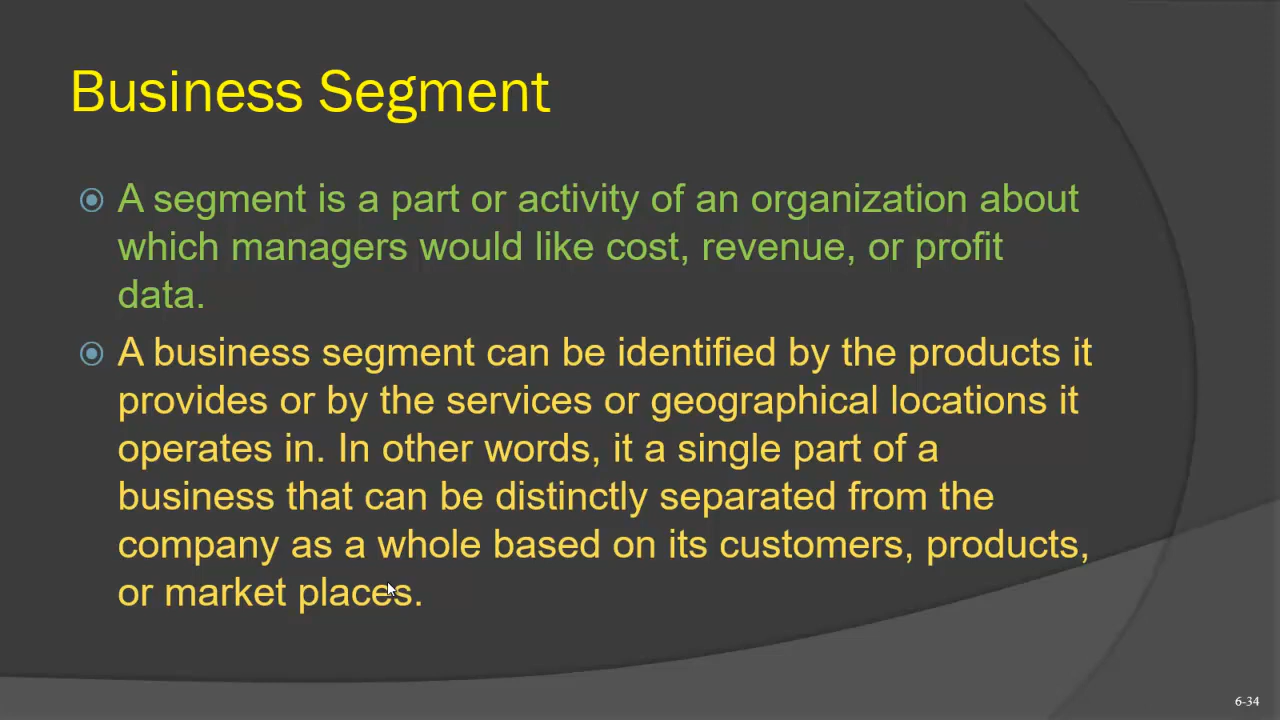 Business Segment
A segment is a part or activity of an organization about
which managers would like cost, revenue, or profit
data.
A business segment can be identified by the products it
provides or by the services or geographical locations it
operates in. In other words, it a single part of a
business that can be distinctly separated from the
company as a whole based on its customers, products,
or market places.
6-34